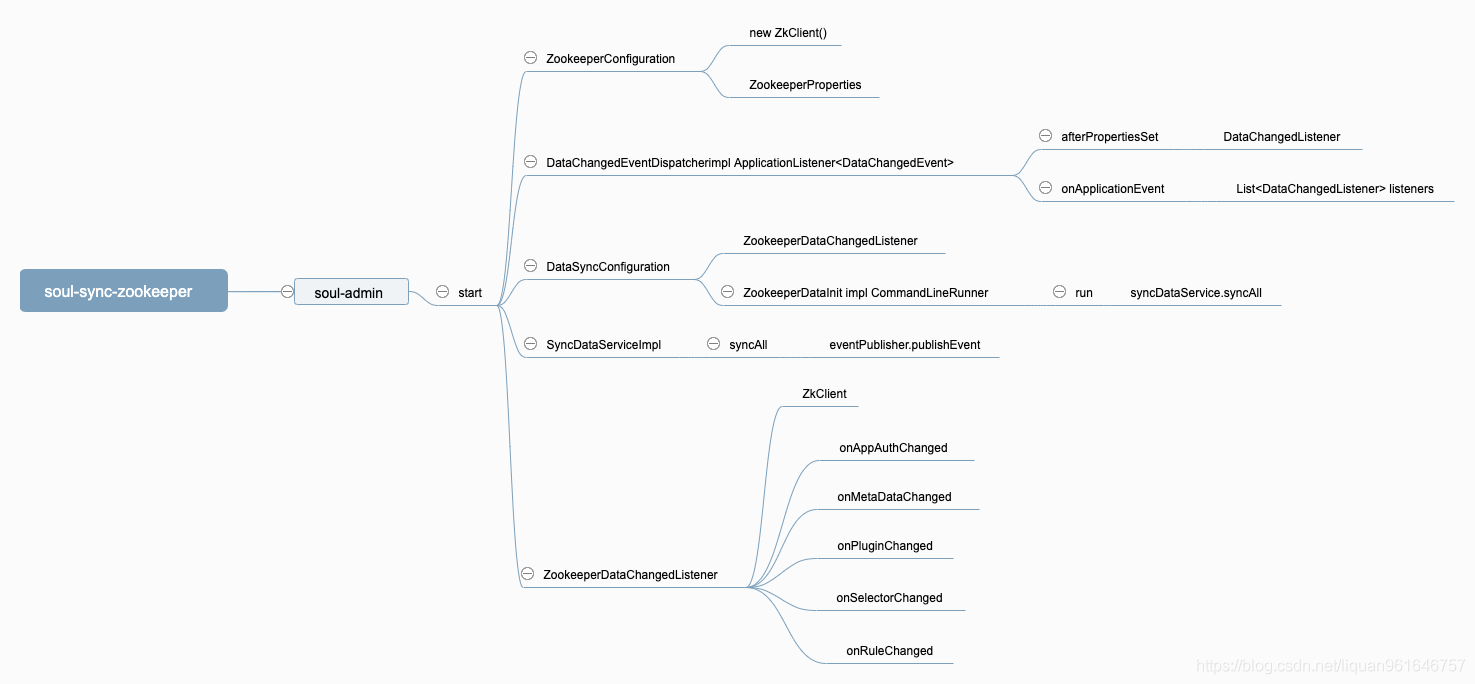 new ZkClient()
ZookeeperConfiguration
ZookeeperProperties
afterPropertiesSet DataChangedListener
DataChangedEventDispatcherimpl ApplicationListener<DataChangedEvent>
onApplicationEvent List<DataChangedListener> listeners
ZookeeperDataChangedListener
DataSyncConfiguration
soul-sync-zookeeper soul-admin start
ZookeeperDataInit impl CommandLineRunner run syncDataService.syncAll
SyncDataServiceImpl syncAll eventPublisher.publishEvent
ZkClient
onAppAuthChanged
onMetaDataChanged
onPluginChanged
ZookeeperDataChangedListener
onSelectorChanged
onRuleChanged
https://blog.csdn.net/liquan961646757